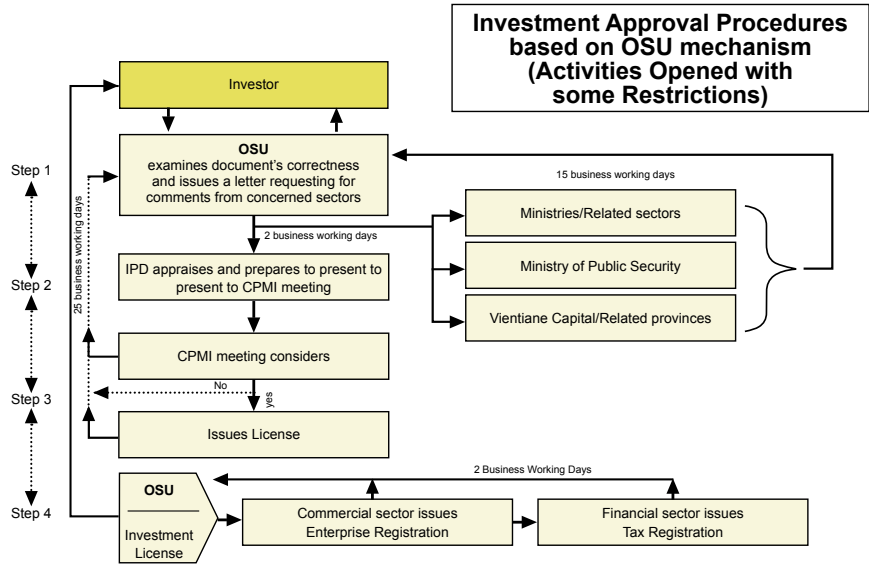 Investment Approval Procedures
based on OSU mechanism
(Activities Opened with
some Restrictions)
Investor
OSU
examines document's correctness
and issues a letter requesting for
comments from concerned sectors
Step 1
15 business working days
2 business working days
Ministries/Related sectors
Ministry of Public Security
Vientiane Capital/Related provinces
25 business working days
IPD appraises and prepares to present to
present to CPMI meeting
Step 2
CPMI meeting considers
No
yes
Step 3
Issues License
2 Business Working Days
Step 4
OSU
Investment
License
Commercial sector issues
Enterprise Registration
Financial sector issues
Tax Registration